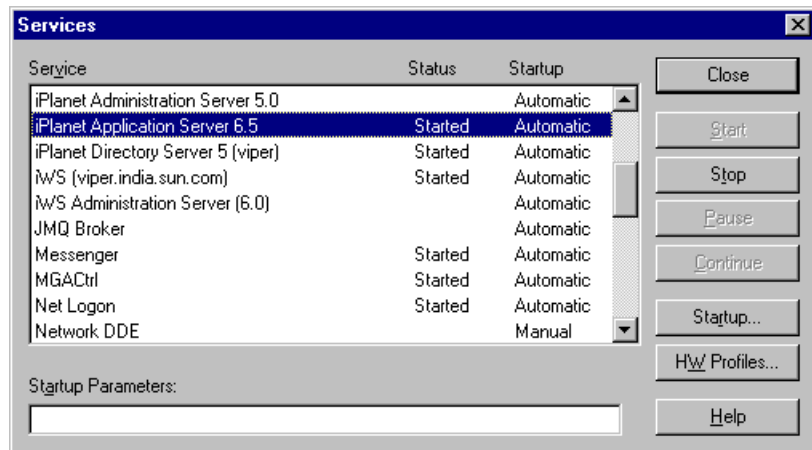 Services
Service Status Startup
iPlanet Administration Server 5.0 Automatic
iPlanet Application Server 6.5 Started Automatic
iPlanet Directory Server 5 (viper) Started Automatic
iWS (viper.india.sun.com) Started Automatic
iWS Administration Server (6.0) Automatic
JMQ Broker Automatic
Messenger Started Automatic
MGACtrl Started Automatic
Net Logon Started Automatic
Network DDE Manual
Startup Parameters:
Close
Start
Stop
Pause
Continue
Startup...
HW Profiles...
Help